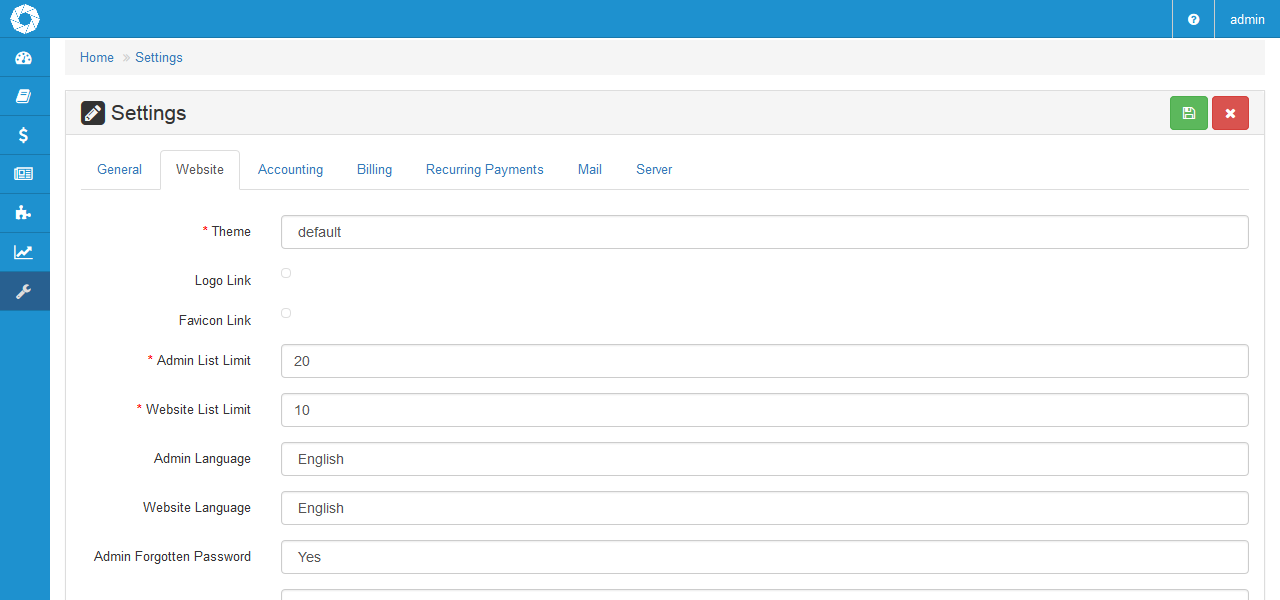 admin
Home » Settings
Settings
General Website Accounting Billing Recurring Payments Mail Server
* Theme default
Logo Link
Favicon Link
* Admin List Limit 20
* Website List Limit 10
Admin Language English
Website Language English
Admin Forgotten Password Yes